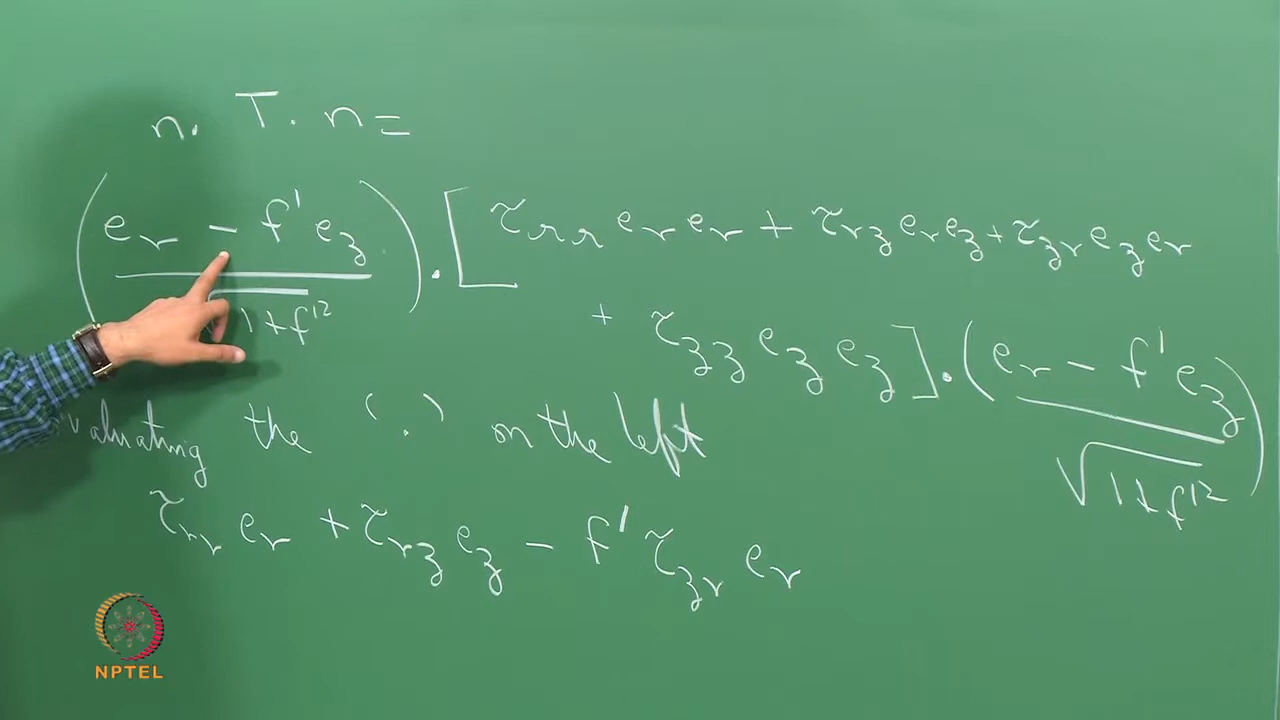 n. T. n =
(e_r - f' e_z / √1+f'²) . [τ_rr e_r e_r + τ_rz e_r e_z + τ_zr e_z e_r
+ τ_zz e_z e_z] . (e_r - f' e_z / √1+f'²)
valuating the ( . ) on the left
τ_rr e_r + τ_rz e_z - f' τ_zr e_r
NPTEL